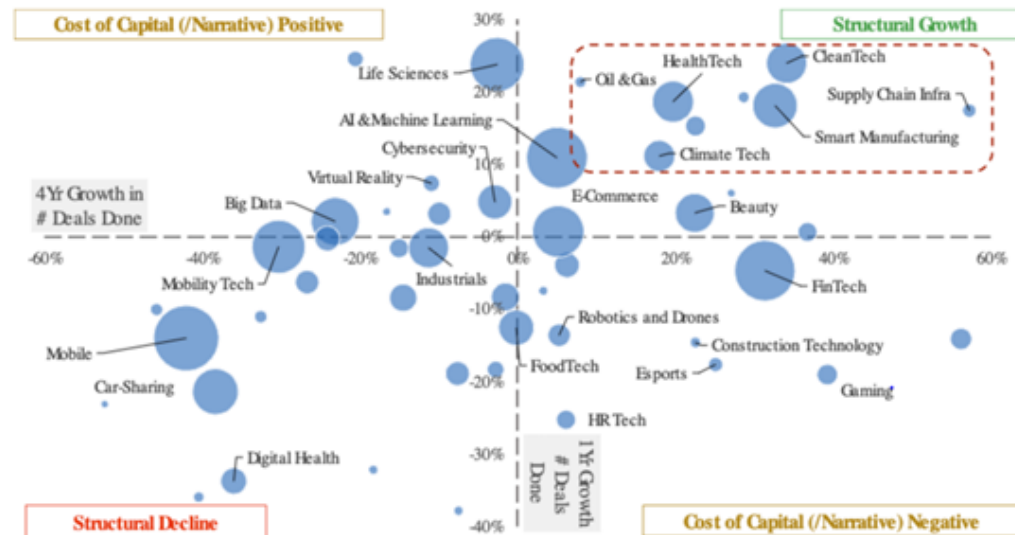 Cost of Capital (/Narrative) Positive
Structural Growth
30%
Life Sciences
Oil &Gas
HealthTech
CleanTech
20%
Supply Chain Infra
AI &Machine Learning
Smart Manufacturing
Cybersecurity
10%
Climate Tech
Virtual Reality
4Yr Growth in
# Deals Done
Big Data
E-Commerce
Beauty
0%
-60%
-40%
-20%
0%
20%
40%
60%
Mobility Tech
Industrials
FinTech
-10%
Mobile
Robotics and Drones
Construction Technology
FoodTech
Esports
Car-Sharing
-20%
Gaming
HR Tech
Digital Health
-30%
1Yr Growth
# Deals
Done
-40%
Structural Decline
Cost of Capital (/Narrative) Negative